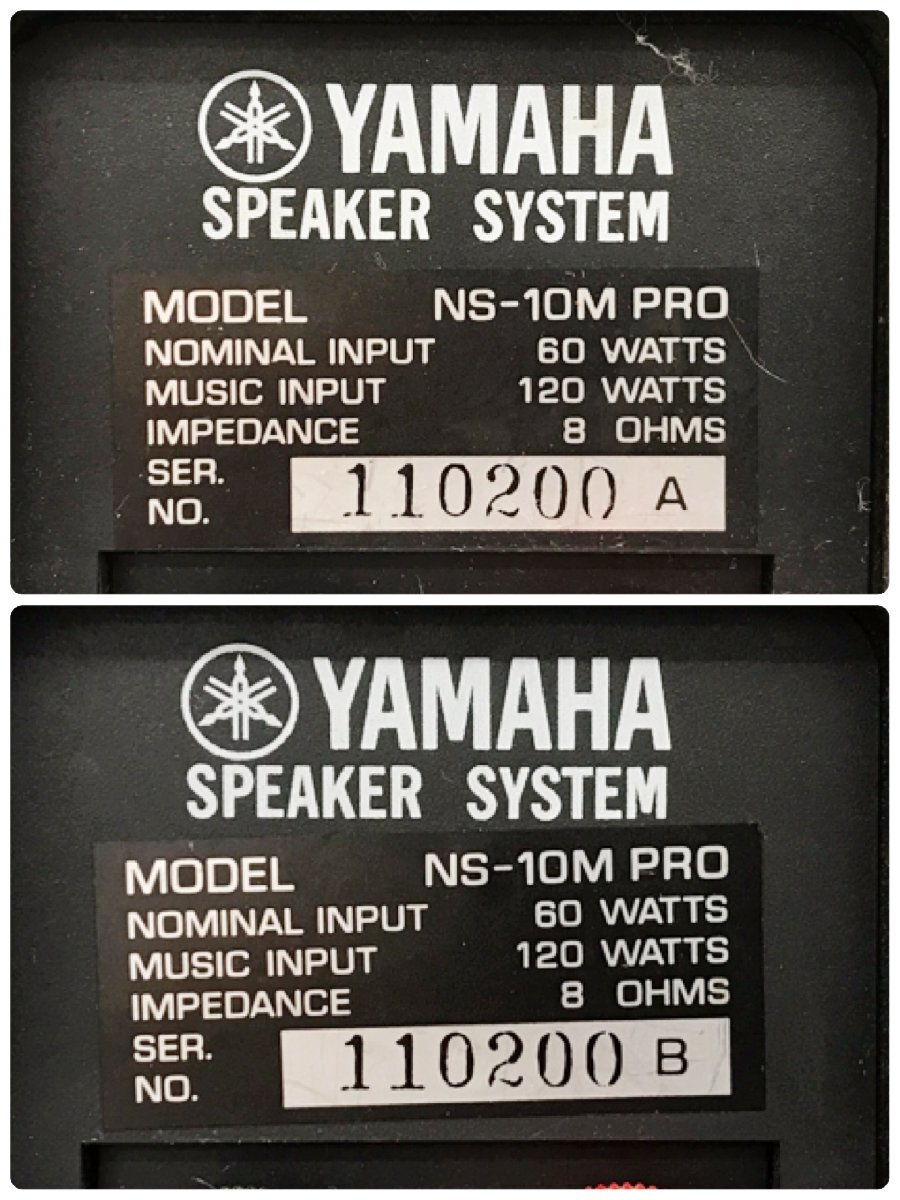 YAMAHA
SPEAKER SYSTEM
MODEL NS-10M PRO
NOMINAL INPUT 60 WATTS
MUSIC INPUT 120 WATTS
IMPEDANCE 8 OHMS
SER.
NO. 110200 A
YAMAHA
SPEAKER SYSTEM
MODEL NS-10M PRO
NOMINAL INPUT 60 WATTS
MUSIC INPUT 120 WATTS
IMPEDANCE 8 OHMS
SER.
NO. 110200 B